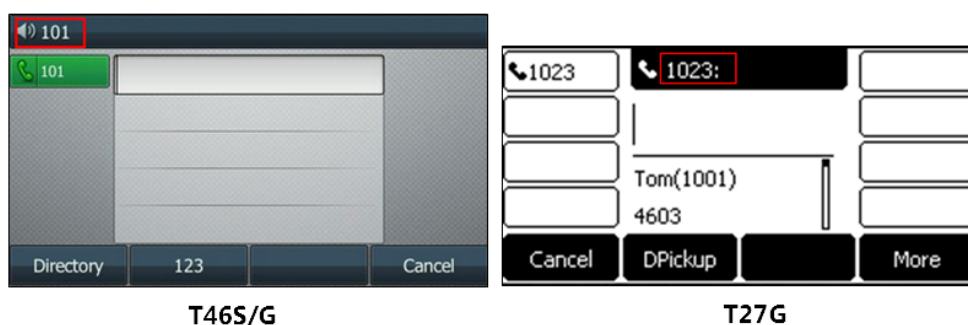 101
101
Directory 123 Cancel
T46S/G
1023 1023:
Tom(1001)
4603
Cancel DPickup More
T27G